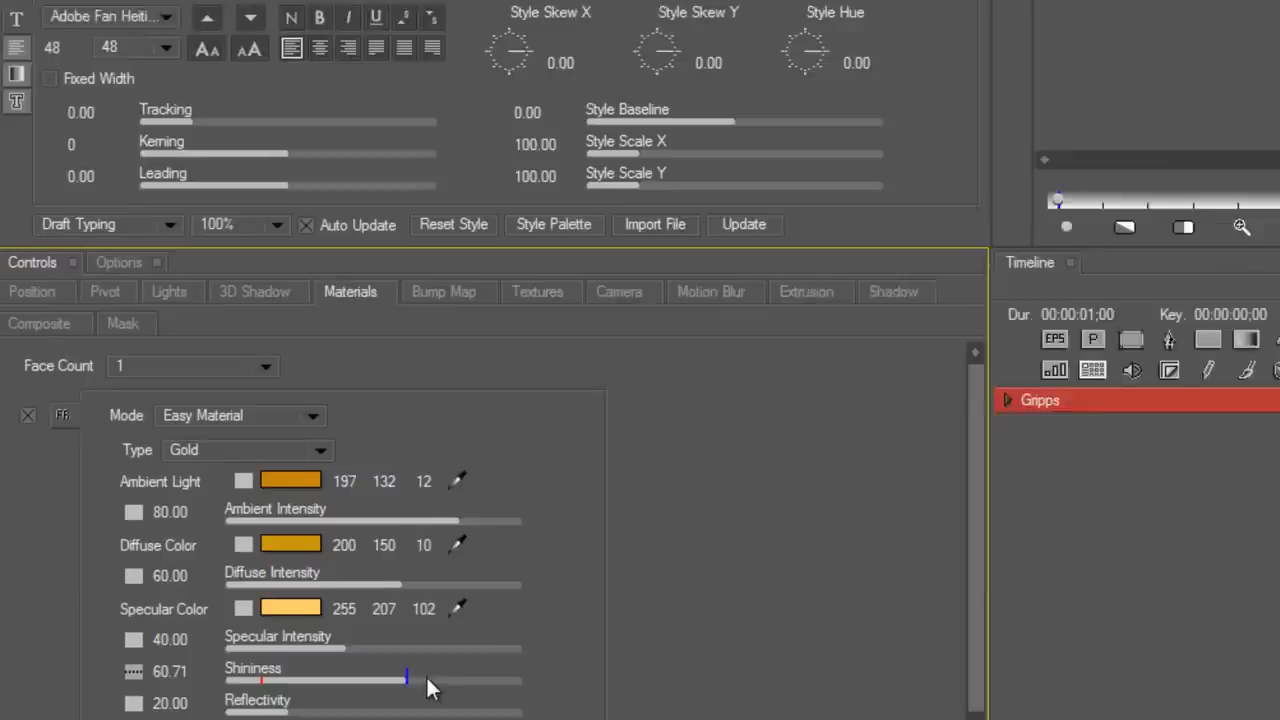 Adobe Fan Heiti... N B I U Style Skew X Style Skew Y Style Hue
48 48 0.00 0.00 0.00
Fixed Width
0.00 Tracking 0.00 Style Baseline
0 Kerning 100.00 Style Scale X
0.00 Leading 100.00 Style Scale Y
Draft Typing 100% Auto Update Reset Style Style Palette Import File Update
Controls Options Timeline
Position Pivot Lights 3D Shadow Materials Bump Map Textures Camera Motion Blur Extrusion Shadow
Composite Mask Dur. 00:00:01;00 Key. 00:00:00;00
EPS P
Face Count 1
Gripps
Mode Easy Material
Type Gold
Ambient Light 197 132 12
80.00 Ambient Intensity
Diffuse Color 200 150 10
60.00 Diffuse Intensity
Specular Color 255 207 102
40.00 Specular Intensity
60.71 Shininess
20.00 Reflectivity